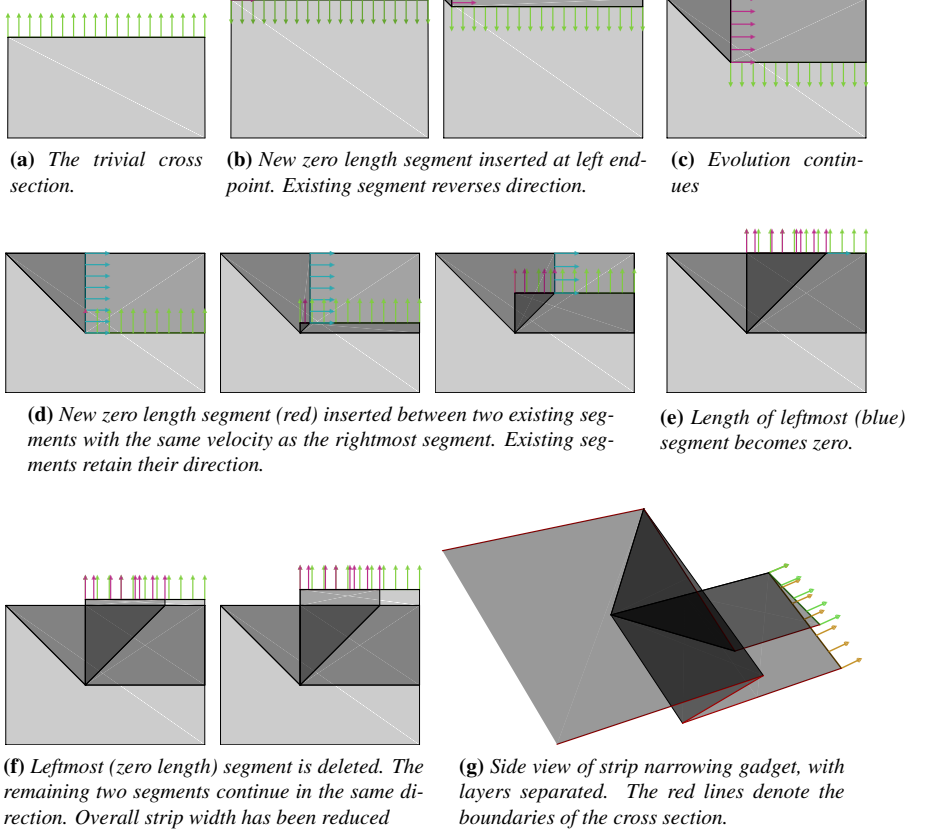 (a) The trivial cross
section.
(b) New zero length segment inserted at left end-
point. Existing segment reverses direction.
(c) Evolution contin-
ues
(d) New zero length segment (red) inserted between two existing seg-
ments with the same velocity as the rightmost segment. Existing seg-
ments retain their direction.
(e) Length of leftmost (blue)
segment becomes zero.
(f) Leftmost (zero length) segment is deleted. The
remaining two segments continue in the same di-
rection. Overall strip width has been reduced
(g) Side view of strip narrowing gadget, with
layers separated. The red lines denote the
boundaries of the cross section.